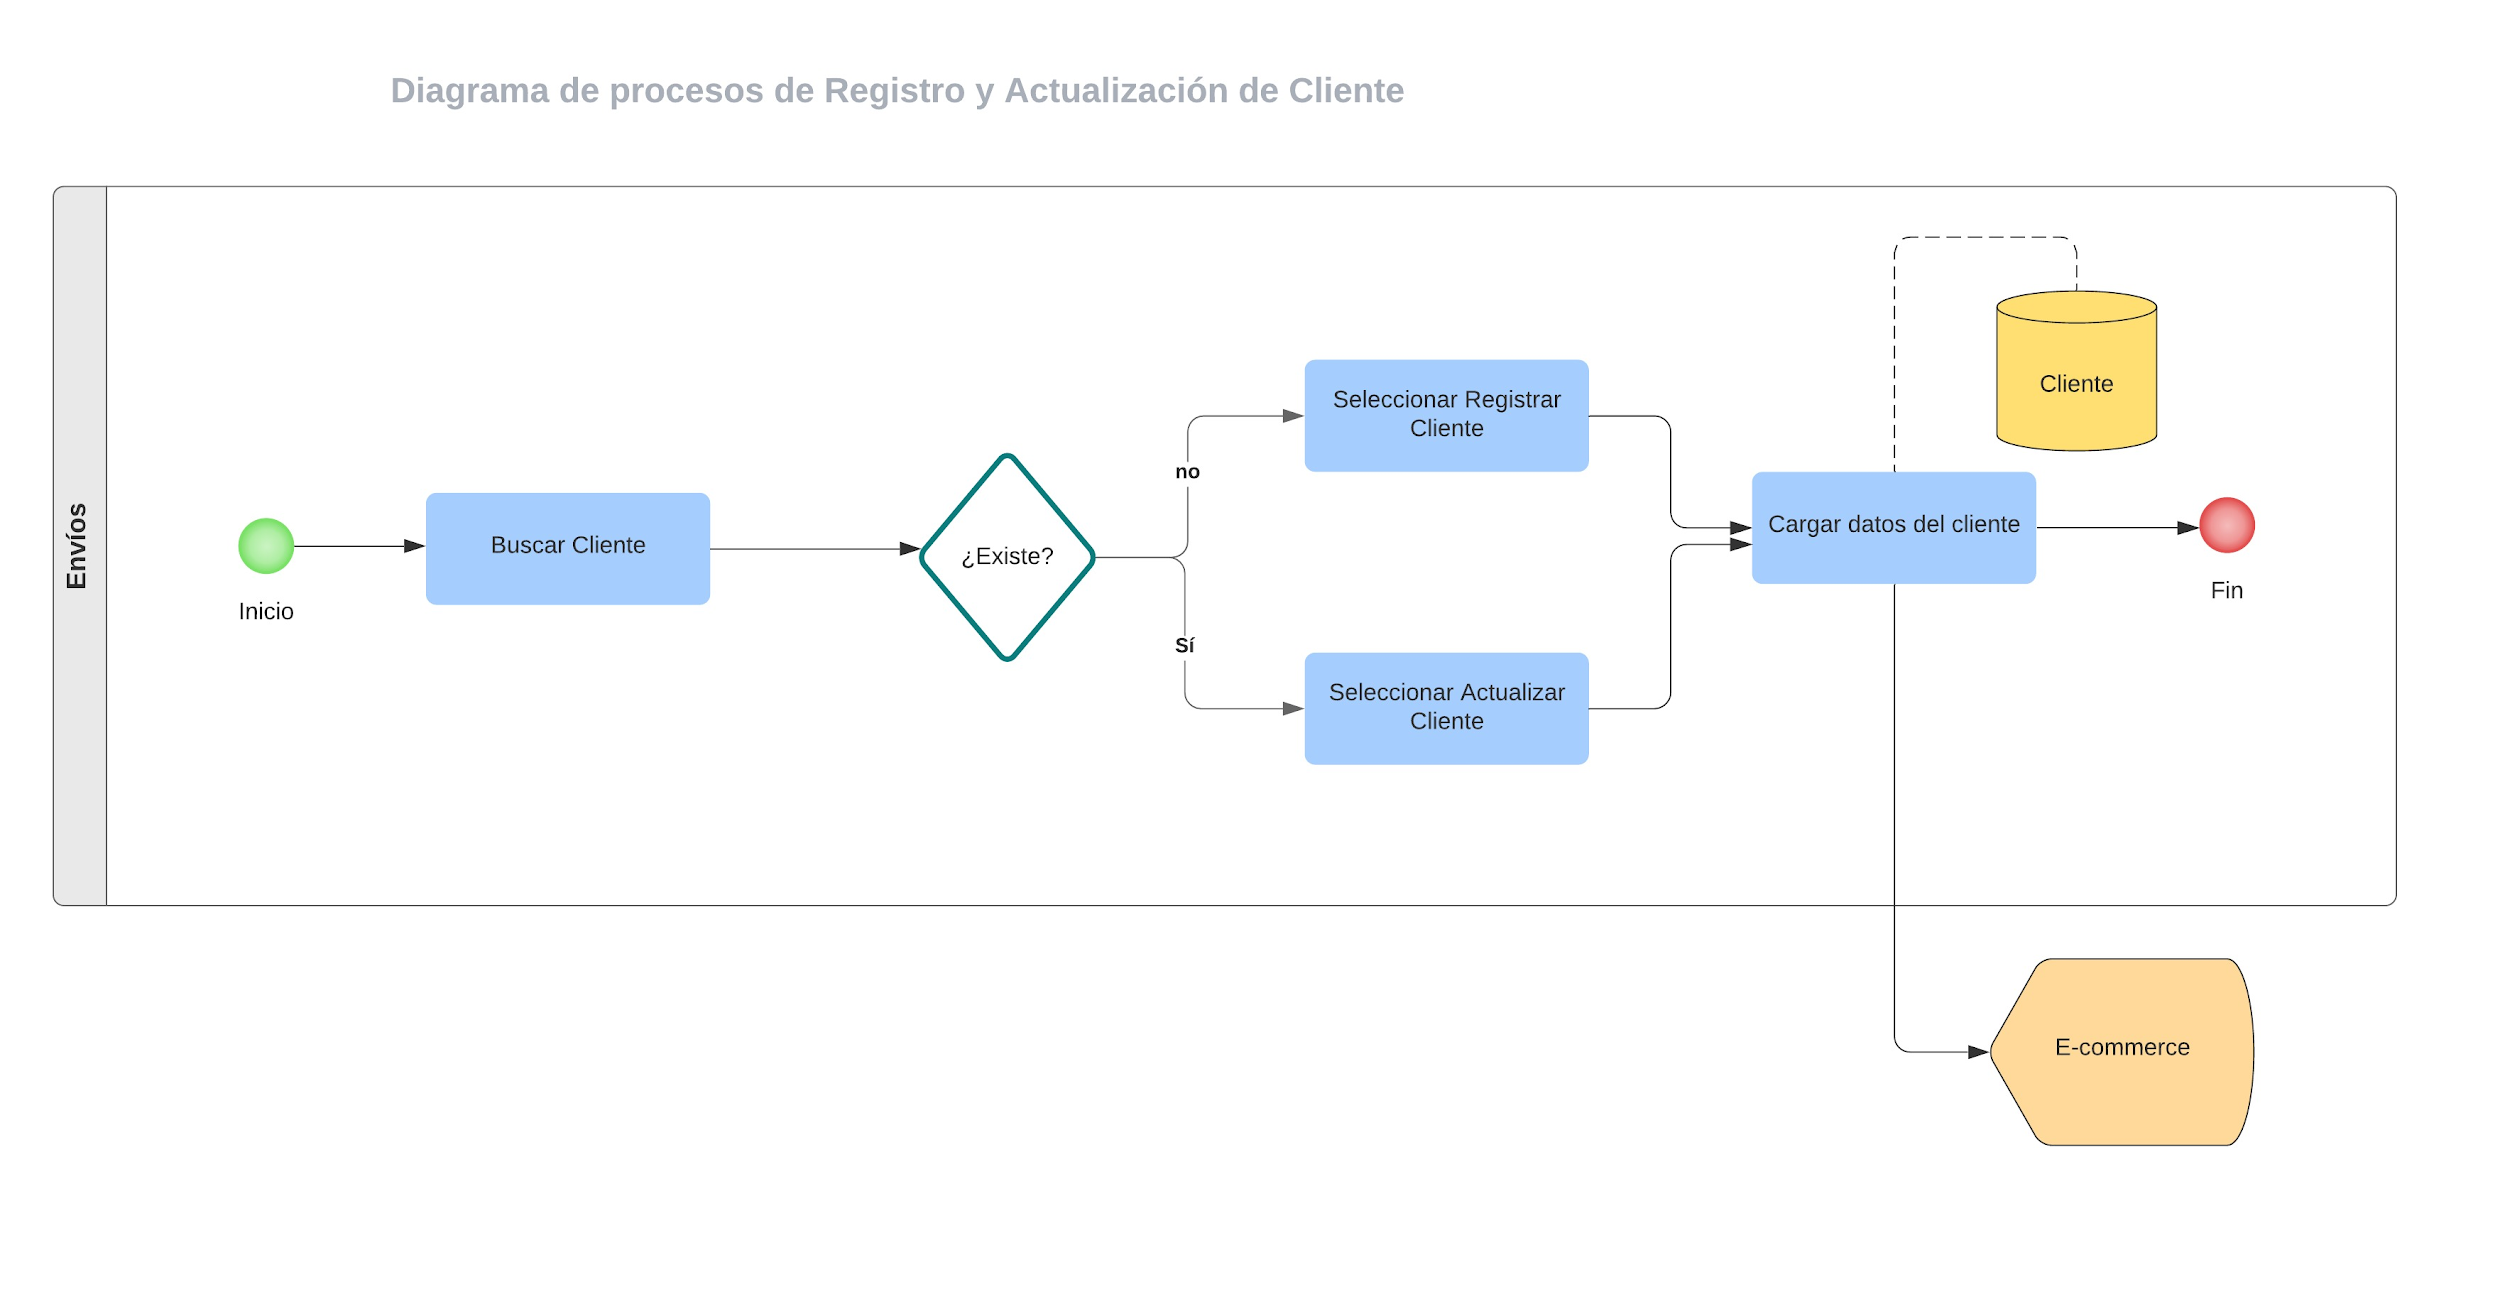 Diagrama de procesos de Registro y Actualización de Cliente
Envíos
Inicio
Buscar Cliente
¿Existe?
no
Sí
Seleccionar Registrar
Cliente
Seleccionar Actualizar
Cliente
Cargar datos del cliente
Cliente
Fin
E-commerce